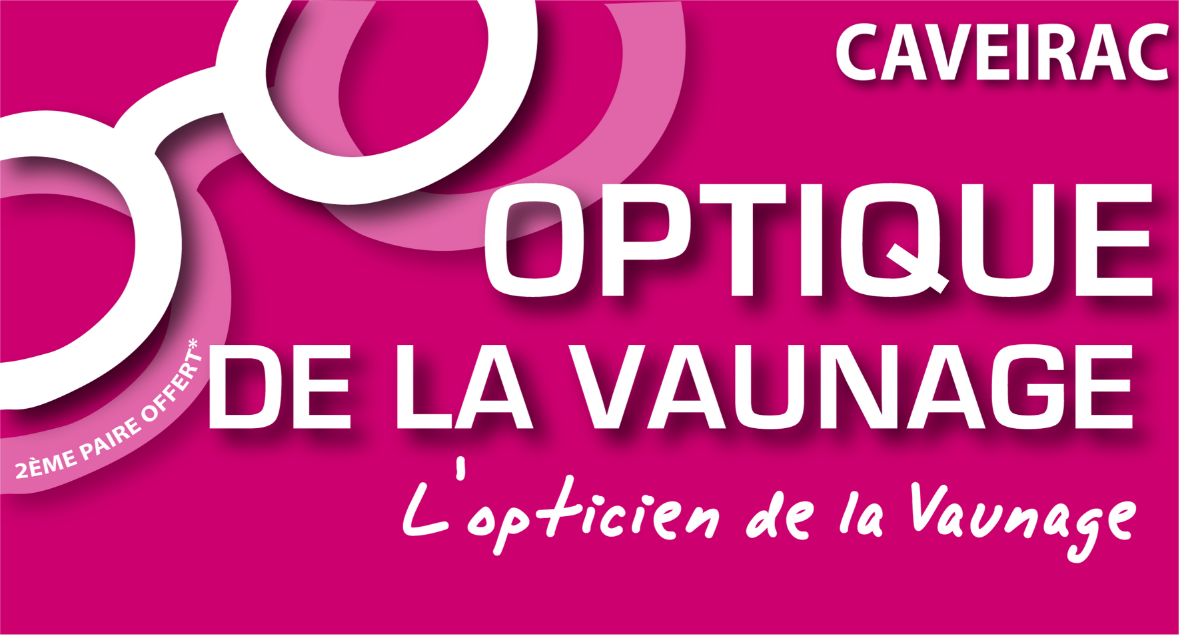 CAVEIRAC
OPTIQUE
DE LA VAUNAGE
2ÈME PAIRE OFFERT*
L'opticien de la Vaunage